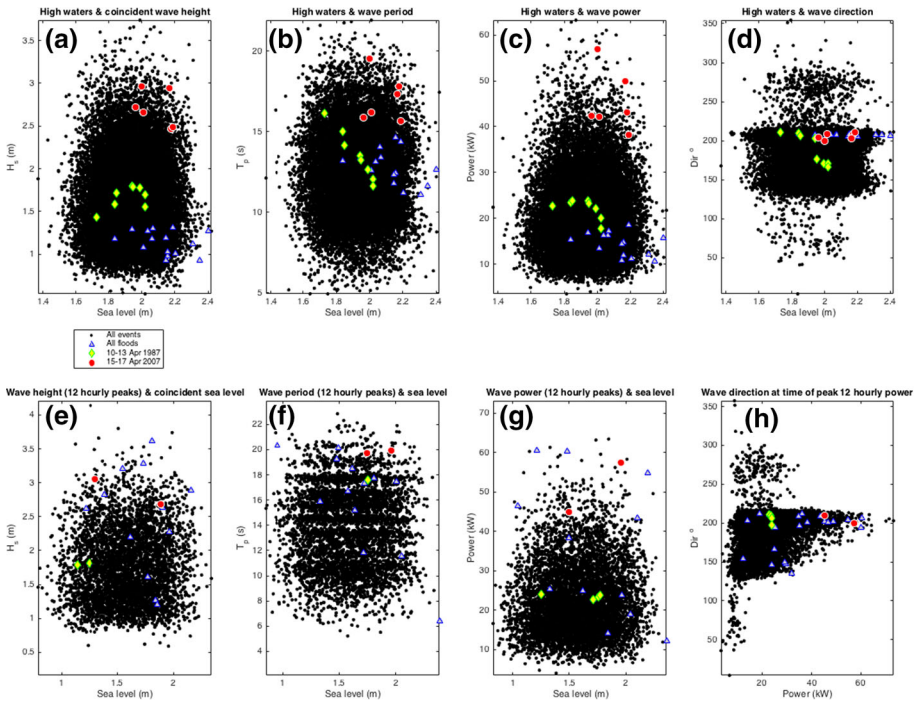 High waters & coincident wave height
High waters & wave period
High waters & wave power
High waters & wave direction
(a)
(b)
(c)
(d)
3.5
3
2.5
2
1.5
1
Hs (m)
1.4 1.6 1.8 2 2.2 2.4
Sea level (m)
20
15
10
5
Tp (s)
1.4 1.6 1.8 2 2.2 2.4
Sea level (m)
60
50
40
30
20
10
Power (kW)
1.4 1.6 1.8 2 2.2 2.4
Sea level (m)
350
300
250
200
150
100
50
Dir °
1.4 1.6 1.8 2 2.2 2.4
Sea level (m)
All events
All floods
10-13 Apr 1987
15-17 Apr 2007
Wave height (12 hourly peaks) & coincident sea level
Wave period (12 hourly peaks) & sea level
Wave power (12 hourly peaks) & sea level
Wave direction at time of peak 12 hourly power
(e)
(f)
(g)
(h)
4
3.5
3
2.5
2
1.5
1
0.5
Hs (m)
1 1.5 2
Sea level (m)
22
20
18
16
14
12
10
8
6
4
Tp (s)
1 1.5 2
Sea level (m)
70
60
50
40
30
20
10
Power (kW)
1 1.5 2
Sea level (m)
350
300
250
200
150
100
50
Dir °
20 40 60
Power (kW)